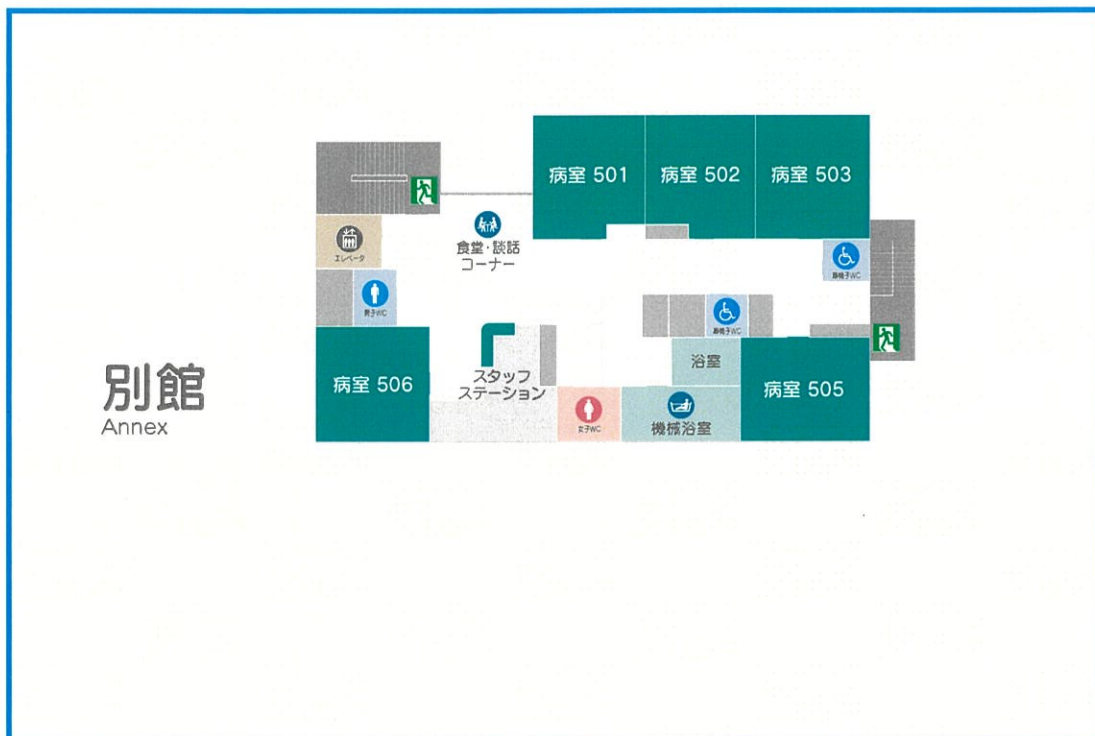 病室 501
病室 502
病室 503
食堂・談話
コーナー
エレベータ
車椅子WC
男子WC
車椅子WC
別館
Annex
病室 506
スタッフ
ステーション
浴室
病室 505
女子WC
機械浴室